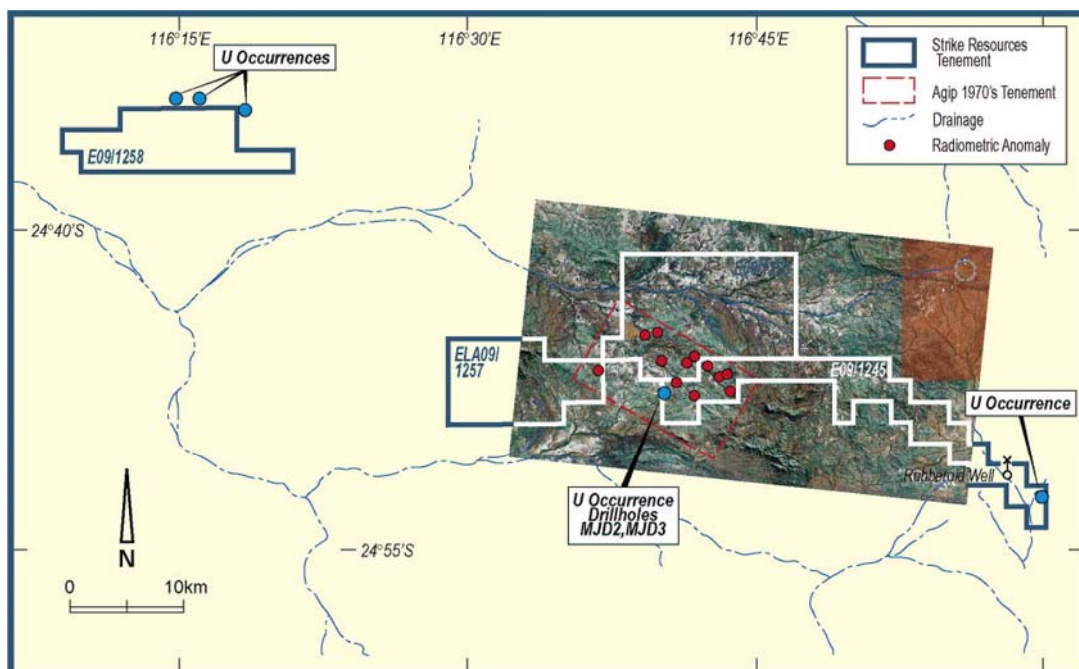 116°15'E
116°30'E
116°45'E
U Occurrences
Strike Resources
Tenement
Agip 1970's Tenement
Drainage
Radiometric Anomaly
E09/1258
24°40'S
ELA09/
1257
E09/1245
U Occurrence
Rubberoid Well
U Occurrence
Drillholes
MJD2,MJD3
24°55'S
N
0
10km